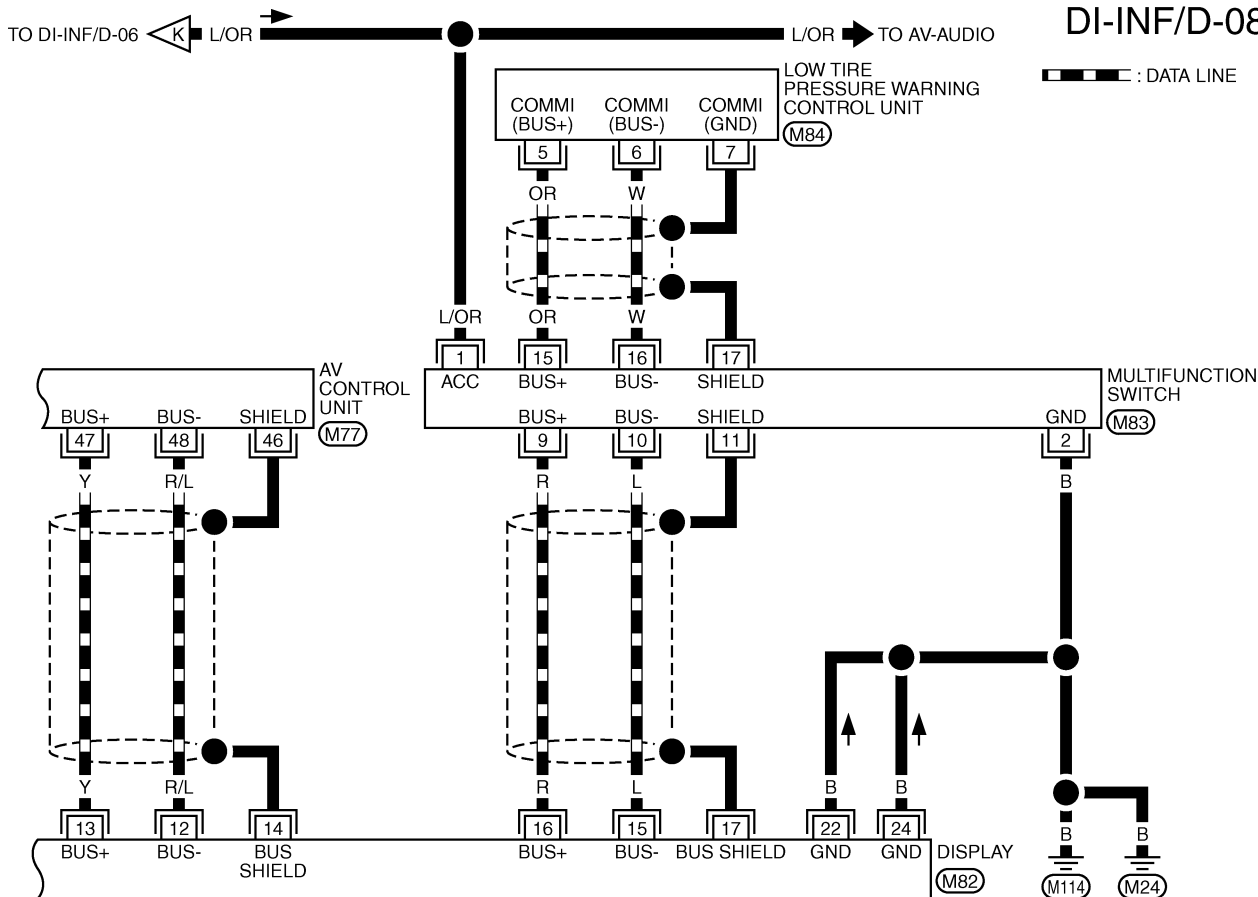 DI-INF/D-08
TO DI-INF/D-06 K L/OR L/OR TO AV-AUDIO
: DATA LINE
LOW TIRE
PRESSURE WARNING
CONTROL UNIT
M84
COMMI COMMI COMMI
(BUS+) (BUS-) (GND)
5 6 7
OR W
L/OR OR W
1 15 16 17
ACC BUS+ BUS- SHIELD
MULTIFUNCTION
SWITCH
M83
AV
CONTROL
UNIT
M77
BUS+ BUS- SHIELD
47 48 46
BUS+ BUS- SHIELD GND
9 10 11 2
Y R/L R L B
Y R/L R L B B
13 12 14 16 15 17 22 24
BUS+ BUS- BUS
SHIELD
BUS+ BUS- BUS SHIELD GND GND
DISPLAY
M82
B B
M114 M24